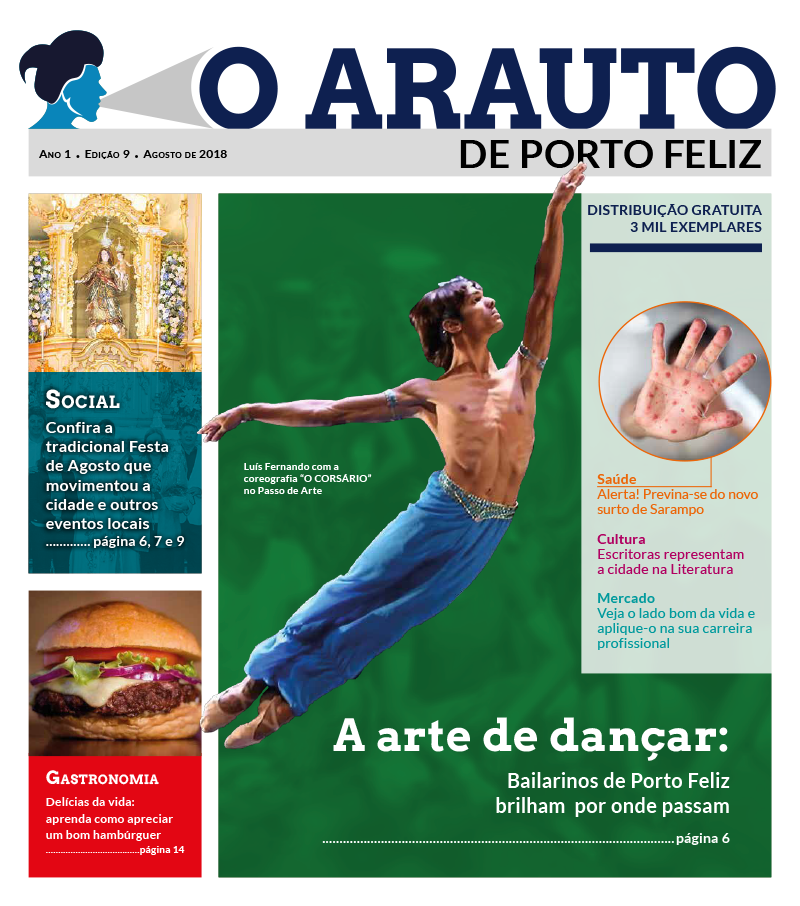 O ARAUTO
DE PORTO FELIZ
Ano 1 . Edição 9 . Agosto de 2018
DISTRIBUIÇÃO GRATUITA
3 MIL EXEMPLARES
Social
Confira a
tradicional Festa
de Agosto que
movimentou a
cidade e outros
eventos locais
............. página 6, 7 e 9
Luís Fernando com a
coreografia "O CORSÁRIO"
no Passo de Arte
Saúde
Alerta! Previna-se do novo
surto de Sarampo
Cultura
Escritoras representam
a cidade na Literatura
Mercado
Veja o lado bom da vida e
aplique-o na sua carreira
profissional
Gastronomia
Delícias da vida:
aprenda como apreciar
um bom hambúrguer
......................................página 14
A arte de dançar:
Bailarinos de Porto Feliz
brilham por onde passam
..........................................................................................................página 6